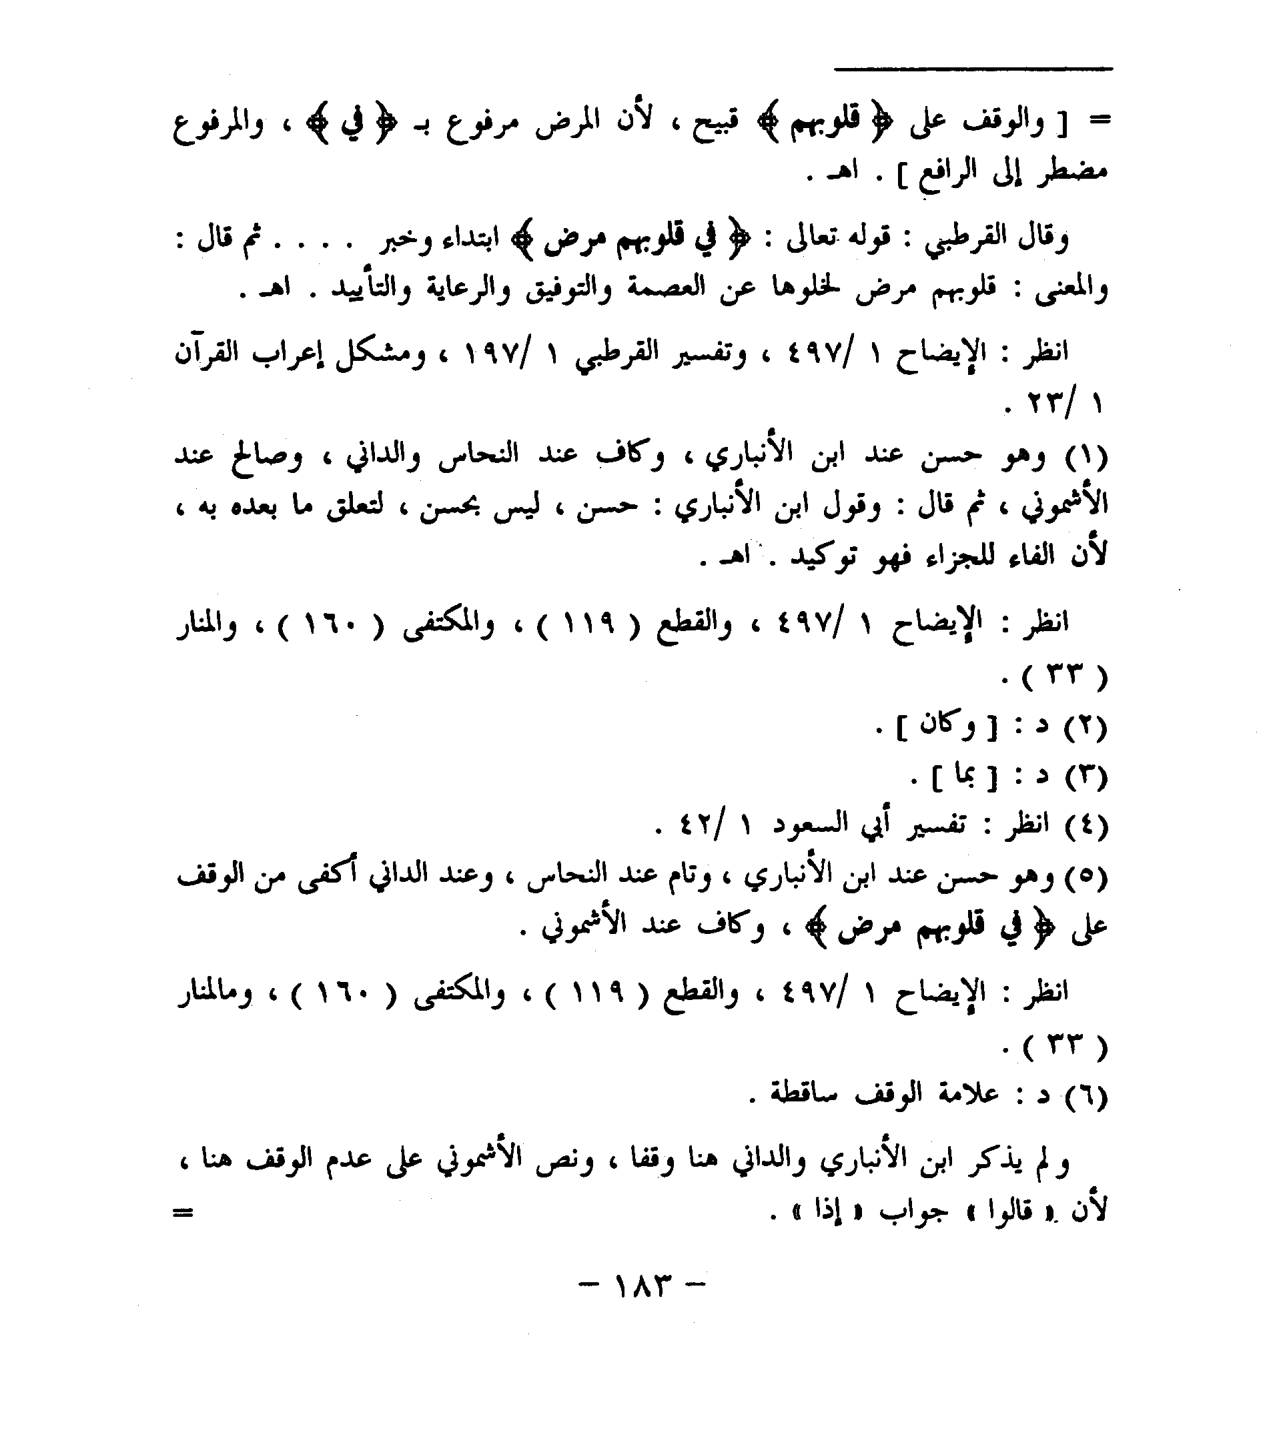 = [ والوقف على ﴿ قلوبهم ﴾ قبيح ، لأن المرض مرفوع بـ ﴿ في ﴾ ، والمرفوع
مضطر إلى الرافع ] . اهـ .
وقال القرطبي : قوله تعالى : ﴿ في قلوبهم مرض ﴾ ابتداء وخبر . . . . ثم قال :
والمعنى : قلوبهم مرض لخلوها عن العصمة والتوفيق والرعاية والتأييد . اهـ .
انظر : الإيضاح ١ /٤٩٧ ، وتفسير القرطبي ١ /١٩٧ ، ومشكل إعراب القرآن
١ /٢٣ .
(١) وهو حسن عند ابن الأنباري ، وكاف عند النحاس والداني ، وصالح عند
الأشموني ، ثم قال : وقول ابن الأنباري : حسن ، ليس بحسن ، لتعلق ما بعده به ،
لأن الفاء للجزاء فهو توكيد . اهـ .
انظر : الإيضاح ١ /٤٩٧ ، والقطع ( ١١٩ ) ، والمكتفى ( ١٦٠ ) ، والمنار
( ٣٣ ) .
(٢) د : [ وكان ] .
(٣) د : [ بما ] .
(٤) انظر : تفسير أبي السعود ١ /٤٢ .
(٥) وهو حسن عند ابن الأنباري ، وتام عند النحاس ، وعند الداني أكفى من الوقف
على ﴿ في قلوبهم مرض ﴾ ، وكاف عند الأشموني .
انظر : الإيضاح ١ /٤٩٧ ، والقطع ( ١١٩ ) ، والمكتفى ( ١٦٠ ) ، ومالمنار
( ٣٣ ) .
(٦) د : علامة الوقف ساقطة .
ولم يذكر ابن الأنباري والداني هنا وقفا ، ونص الأشموني على عدم الوقف هنا ،
لأن « قالوا » جواب « إذا » . =
– ١٨٣ –